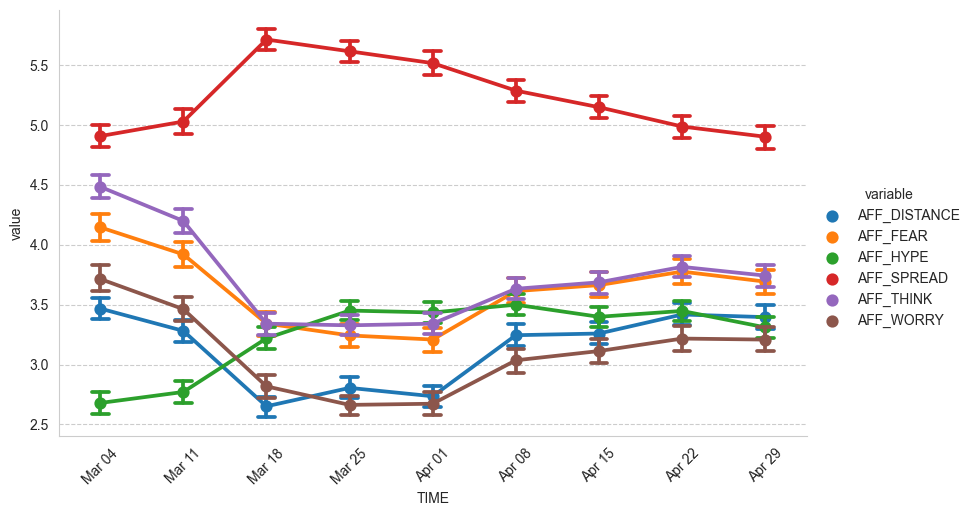 value
5.5
5.0
4.5
4.0
3.5
3.0
2.5
Mar 04
Mar 11
Mar 18
Mar 25
Apr 01
Apr 08
Apr 15
Apr 22
Apr 29
TIME
variable
AFF_DISTANCE
AFF_FEAR
AFF_HYPE
AFF_SPREAD
AFF_THINK
AFF_WORRY